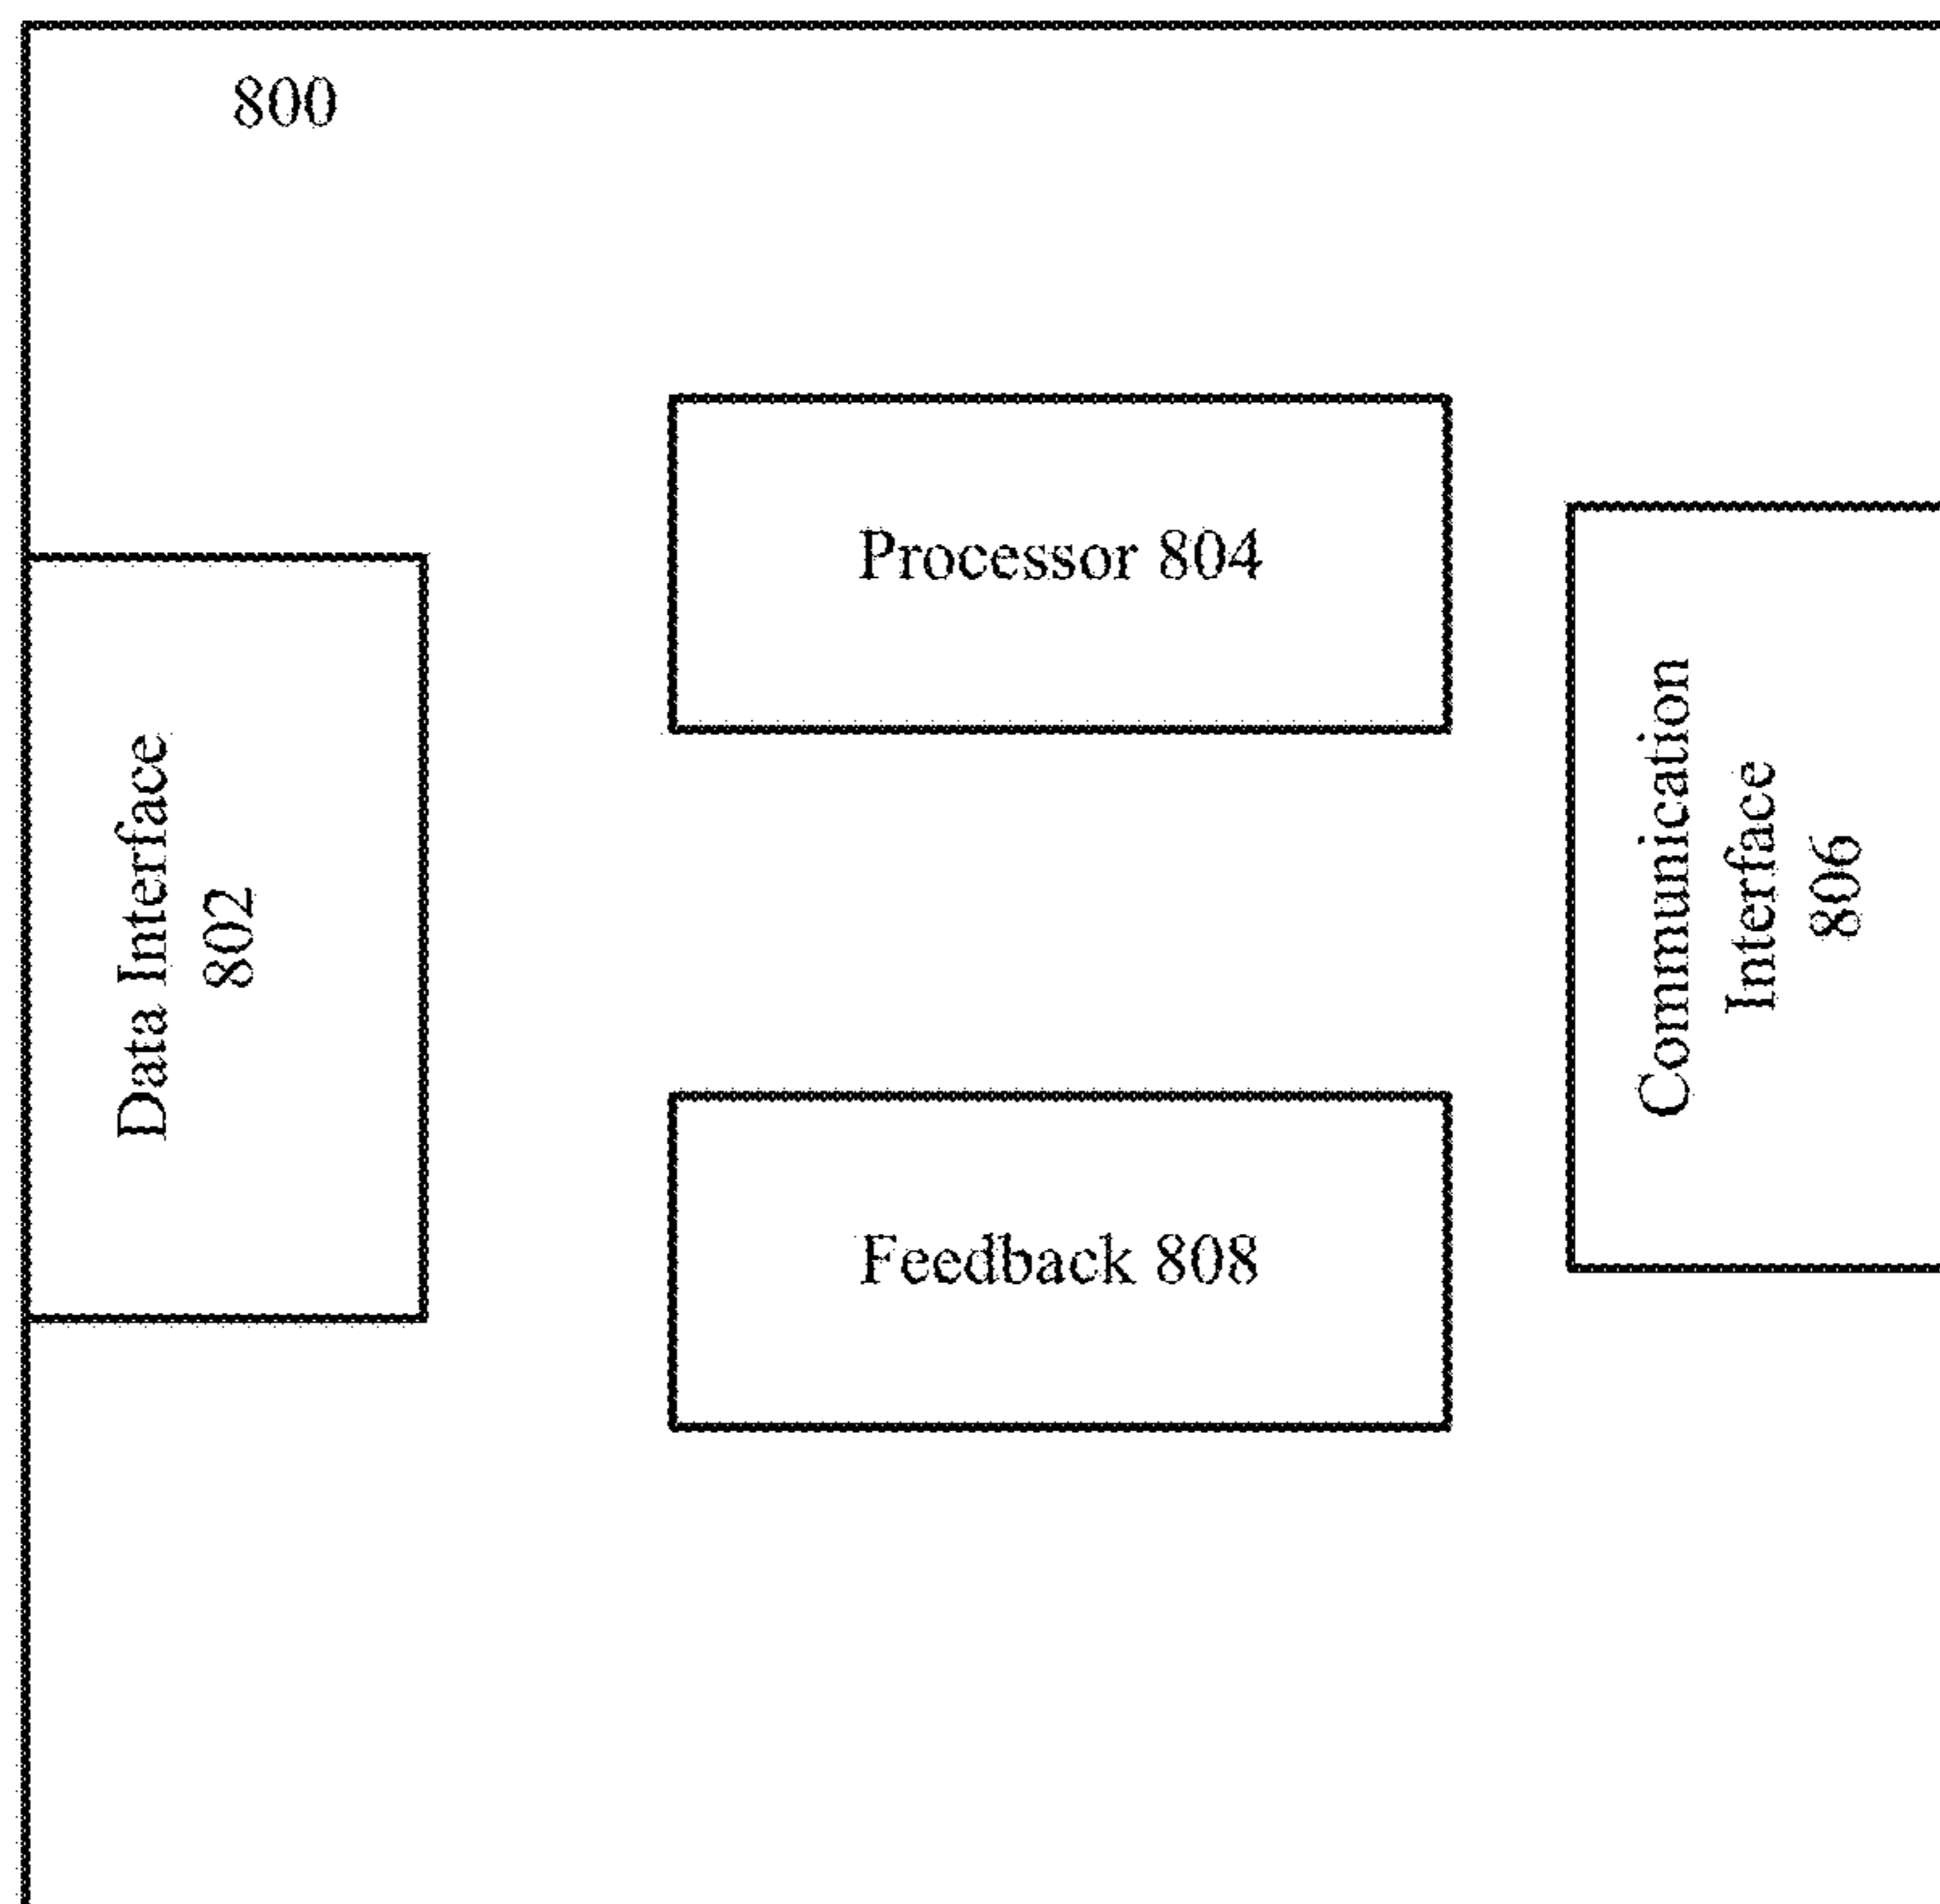 800
Processor 804
Data Interface
802
Communication
Interface
806
Feedback 808